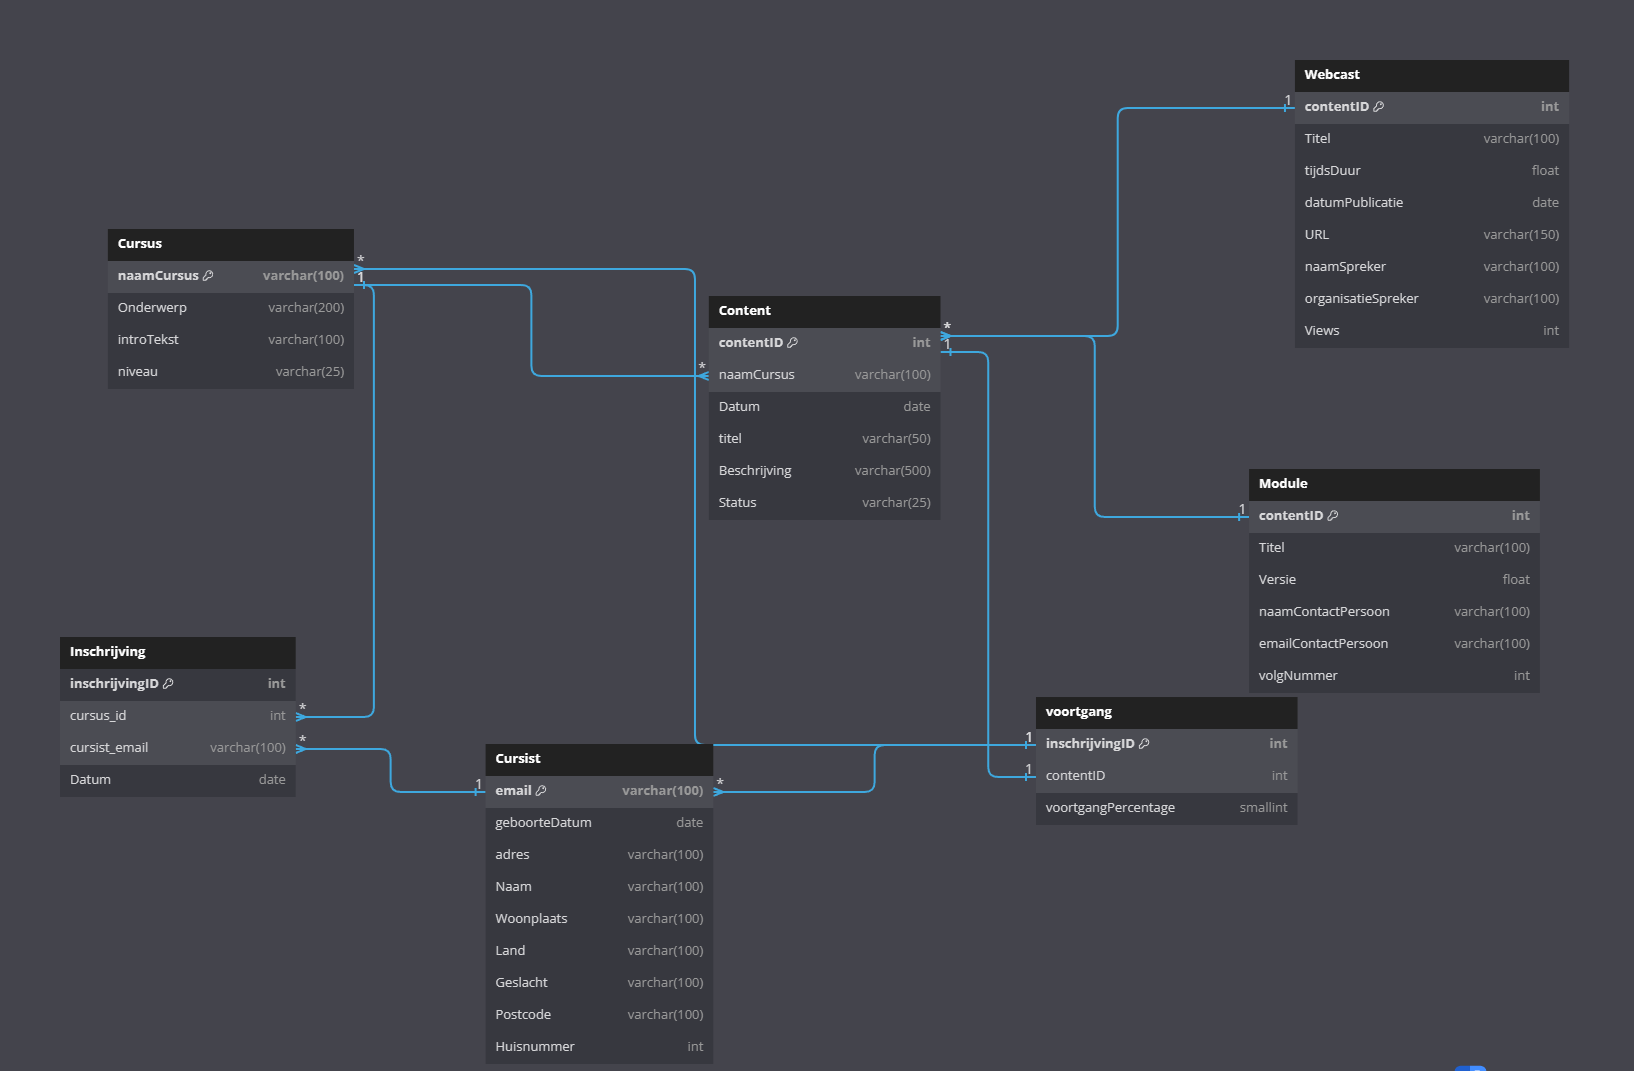 Webcast
contentID int
Titel varchar(100)
tijdsDuur float
datumPublicatie date
URL varchar(150)
naamSpreker varchar(100)
organisatieSpreker varchar(100)
Views int
Cursus
naamCursus varchar(100)
Onderwerp varchar(200)
introTekst varchar(100)
niveau varchar(25)
Content
contentID int
naamCursus varchar(100)
Datum date
titel varchar(50)
Beschrijving varchar(500)
Status varchar(25)
Module
contentID int
Titel varchar(100)
Versie float
naamContactPersoon varchar(100)
emailContactPersoon varchar(100)
volgNummer int
Inschrijving
inschrijvingID int
cursus_id int
cursist_email varchar(100)
Datum date
voortgang
inschrijvingID int
contentID int
voortgangPercentage smallint
Cursist
email varchar(100)
geboorteDatum date
adres varchar(100)
Naam varchar(100)
Woonplaats varchar(100)
Land varchar(100)
Geslacht varchar(100)
Postcode varchar(100)
Huisnummer int
1
*
1
*
*
1
1
*
*
1
*
1
1